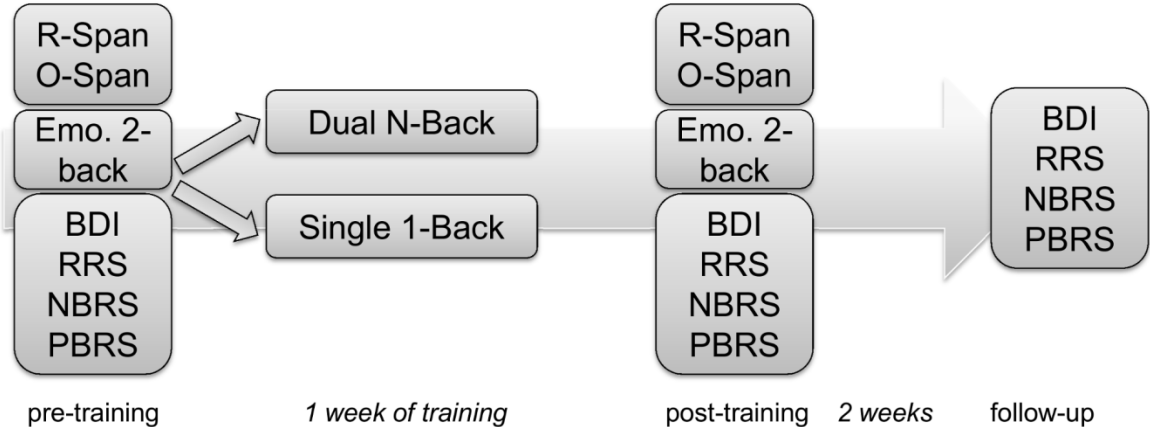 R-Span
O-Span
Emo. 2-
back
BDI
RRS
NBRS
PBRS
pre-training
Dual N-Back
Single 1-Back
1 week of training
R-Span
O-Span
Emo. 2-
back
BDI
RRS
NBRS
PBRS
post-training
2 weeks
BDI
RRS
NBRS
PBRS
follow-up